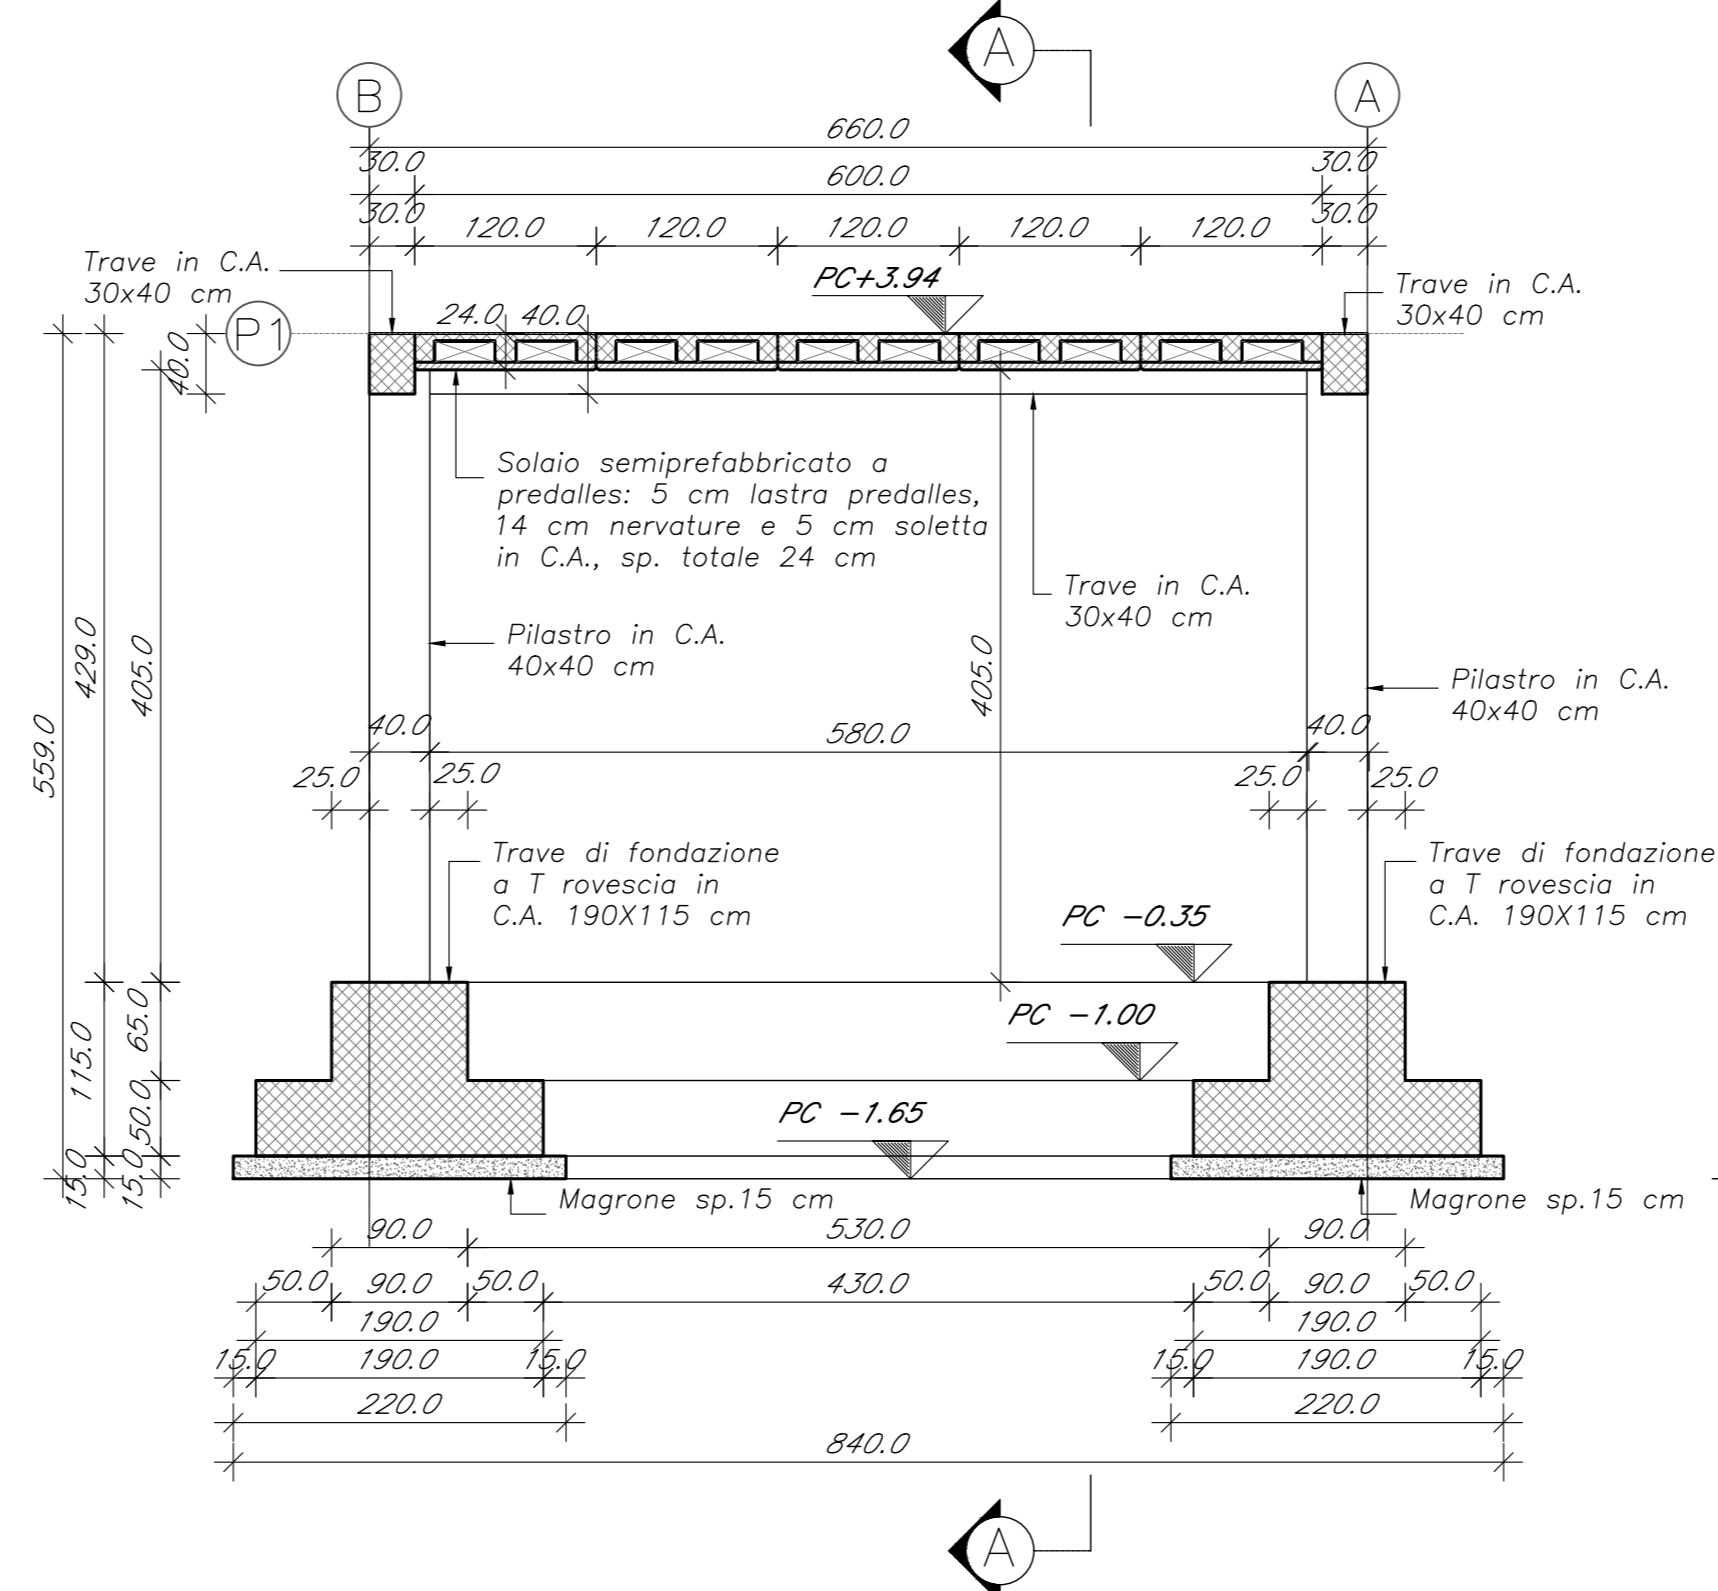 A
B
A
660.0
30.0
600.0
30.0
30.0
120.0
120.0
120.0
120.0
120.0
30.0
Trave in C.A.
30x40 cm
PC+3.94
Trave in C.A.
30x40 cm
P1
24.0
40.0
40.0
Solaio semiprefabbricato a
predalles: 5 cm lastra predalles,
14 cm nervature e 5 cm soletta
in C.A., sp. totale 24 cm
Trave in C.A.
30x40 cm
Pilastro in C.A.
40x40 cm
Pilastro in C.A.
40x40 cm
559.0
429.0
405.0
405.0
40.0
580.0
40.0
25.0
25.0
25.0
25.0
Trave di fondazione
a T rovescia in
C.A. 190X115 cm
Trave di fondazione
a T rovescia in
C.A. 190X115 cm
PC -0.35
PC -1.00
PC -1.65
115.0
65.0
50.0
15.0
15.0
Magrone sp.15 cm
Magrone sp.15 cm
90.0
530.0
90.0
50.0
90.0
50.0
430.0
50.0
90.0
50.0
190.0
190.0
15.0
190.0
15.0
15.0
190.0
15.0
220.0
220.0
840.0
A